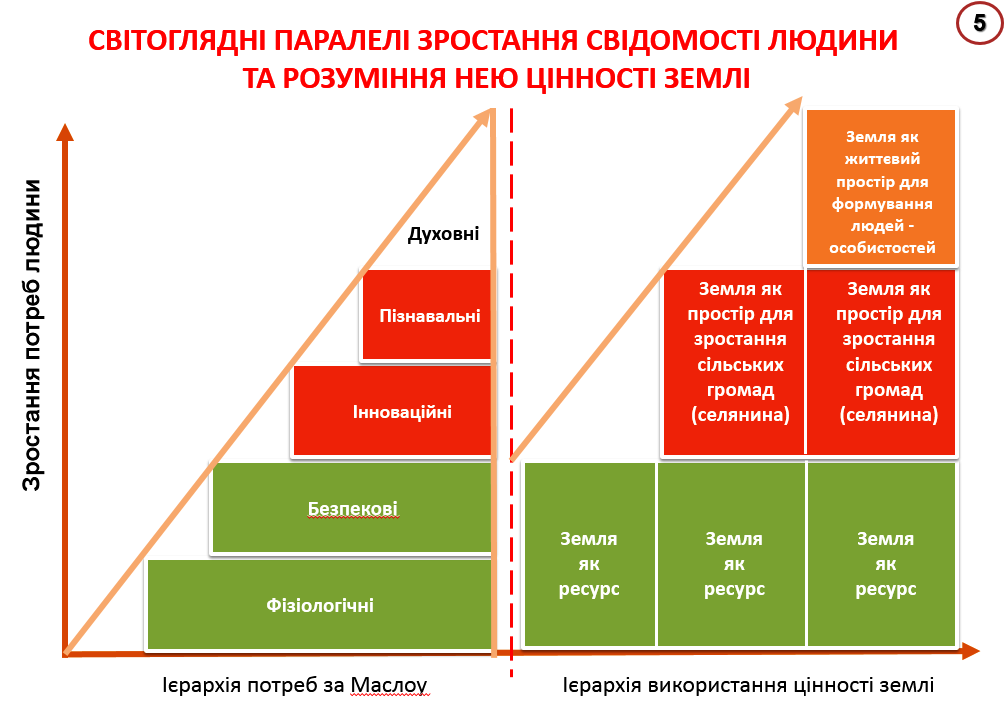 5
СВІТОГЛЯДНІ ПАРАЛЕЛІ ЗРОСТАННЯ СВІДОМОСТІ ЛЮДИНИ
ТА РОЗУМІННЯ НЕЮ ЦІННОСТІ ЗЕМЛІ
Зростання потреб людини
Духовні
Пізнавальні
Інноваційні
Безпекові
Фізіологічні
Ієрархія потреб за Маслоу
Земля як
життєвий
простір для
формування
людей -
особистостей
Земля як
простір для
зростання
сільських
громад
(селянина)
Земля як
простір для
зростання
сільських
громад
(селянина)
Земля
як
ресурс
Земля
як
ресурс
Земля
як
ресурс
Ієрархія використання цінності землі